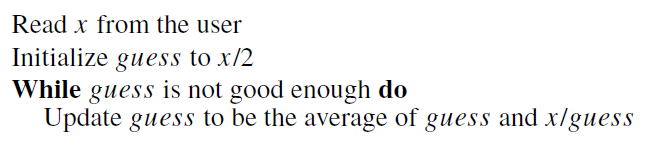 Read x from the user
Initialize guess to x/2
While guess is not good enough do
Update guess to be the average of guess and x/guess